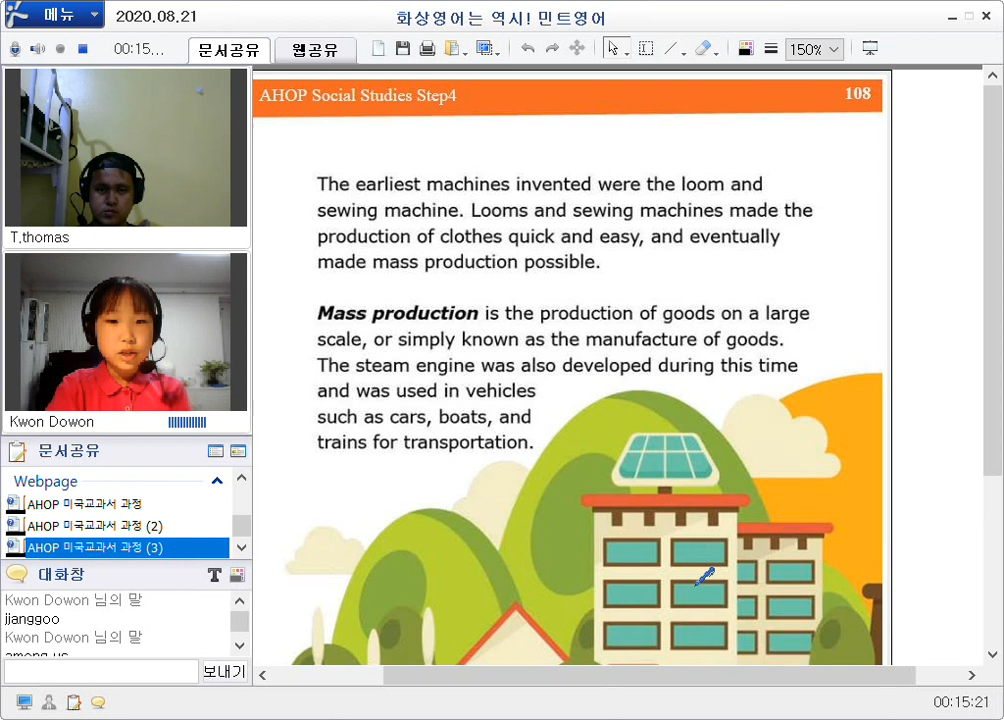 메뉴
2020.08.21
화상영어는 역시! 민트영어
00:15...
문서공유
웹공유
150%
T.thomas
Kwon Dowon
문서공유
Webpage
AHOP 미국교과서 과정
AHOP 미국교과서 과정 (2)
AHOP 미국교과서 과정 (3)
대화창
T
Kwon Dowon 님의 말
jjanggoo
Kwon Dowon 님의 말
among us
보내기
AHOP Social Studies Step4
108
The earliest machines invented were the loom and
sewing machine. Looms and sewing machines made the
production of clothes quick and easy, and eventually
made mass production possible.
Mass production is the production of goods on a large
scale, or simply known as the manufacture of goods.
The steam engine was also developed during this time
and was used in vehicles
such as cars, boats, and
trains for transportation.
00:15:21